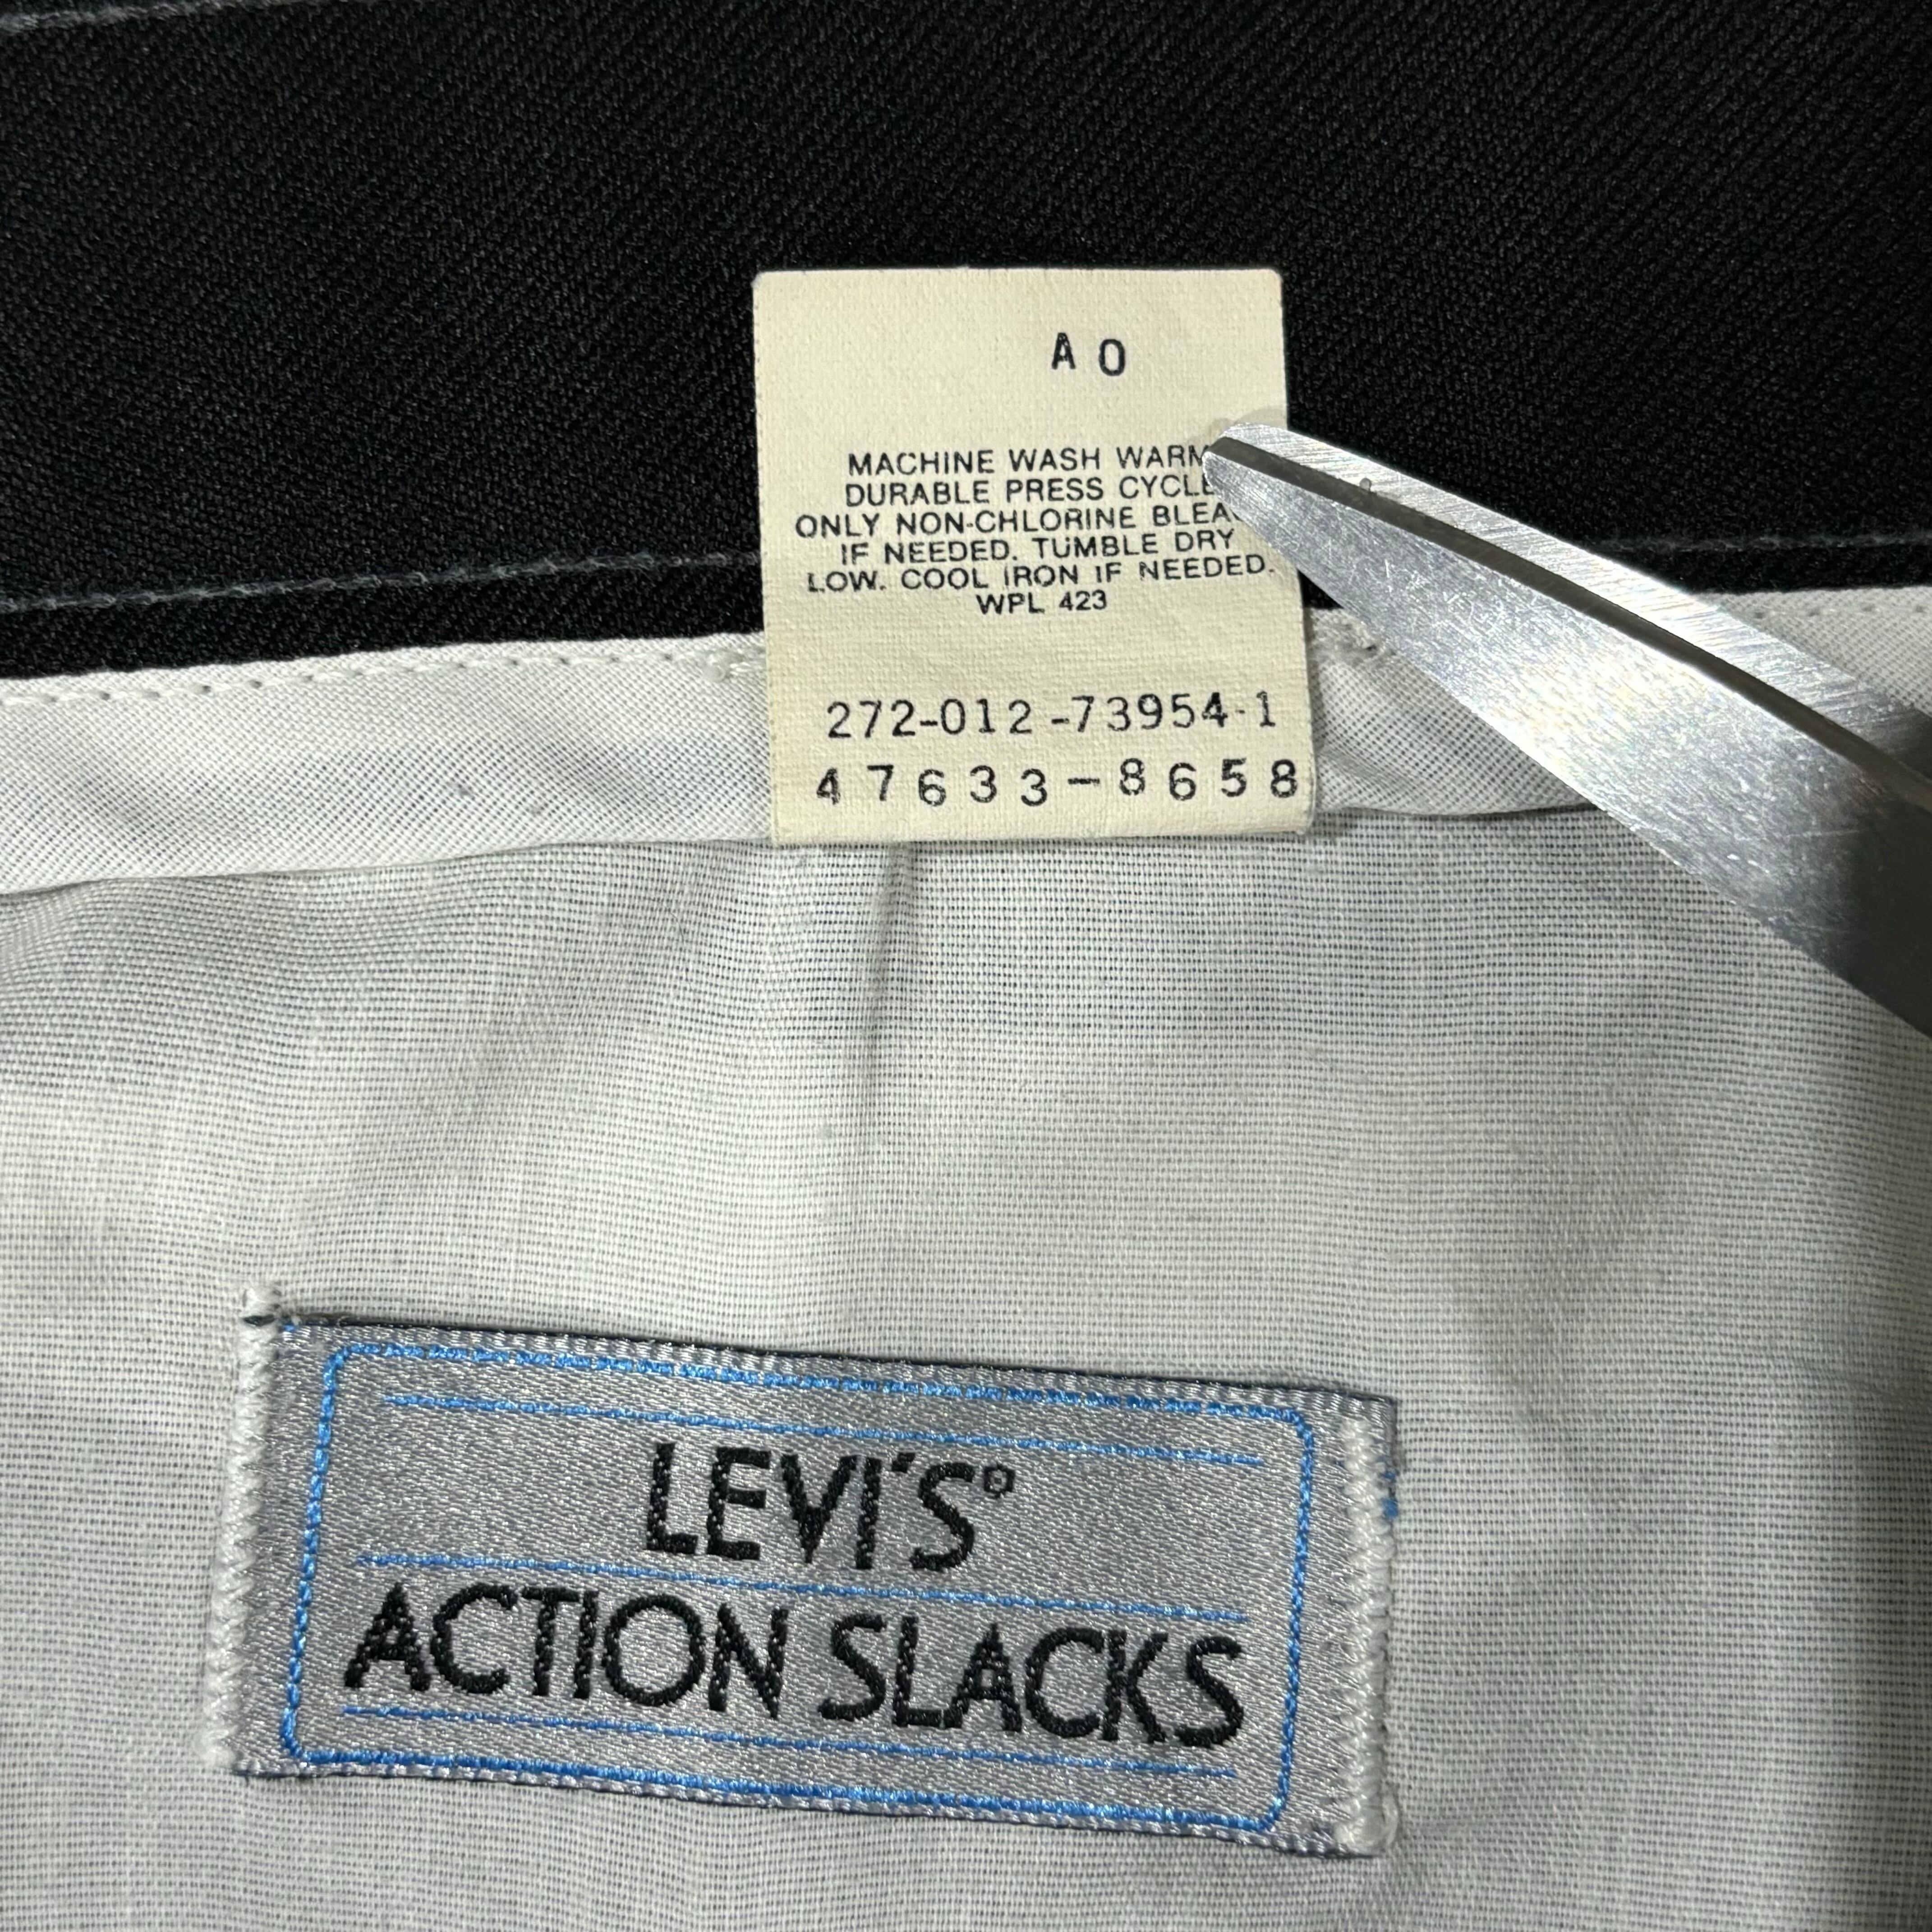 A 0
MACHINE WASH WARM
DURABLE PRESS CYCLE
ONLY NON-CHLORINE
IF NEEDED. TUMBLE DRY
LOW. COOL IRON IF NEEDED.
WPL 423
272-012-73954-1
47633-8658
LEVI'S®
ACTION SLACKS